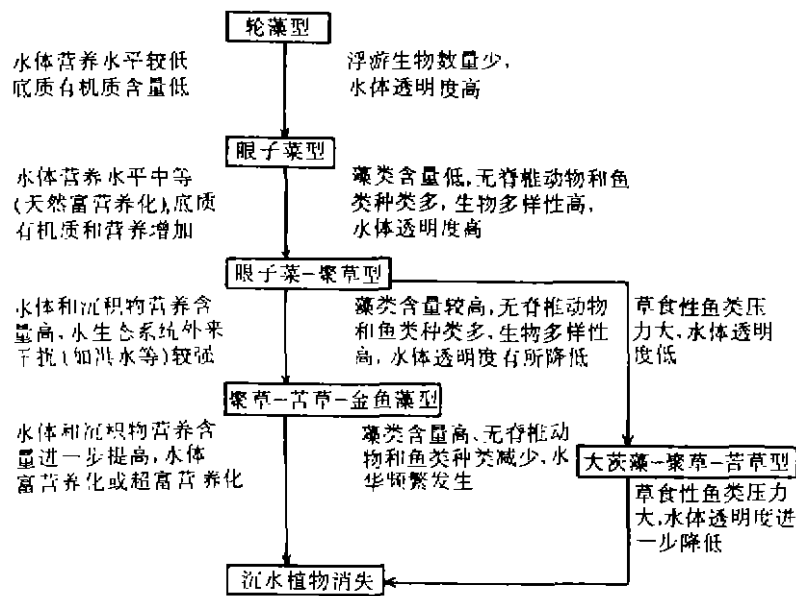 轮藻型
水体营养水平较低
底质有机质含量低
浮游生物数量少，
水体透明度高
眼子菜型
水体营养水平中等
(天然富营养化)，底质
有机质和营养增加
藻类含量低，无脊椎动物和鱼
类种类多，生物多样性高，
水体透明度高
眼子菜-聚草型
水体和沉积物营养含
量高，水生态系统外来
干扰(如洪水等)较强
藻类含量较高，无脊椎动物
和鱼类种类多，生物多样性
高，水体透明度有所降低
草食性鱼类压
力大，水体透明
度低
聚草-苦草-金鱼藻型
水体和沉积物营养含
量进一步提高，水体
富营养化或超富营养化
藻类含量高、无脊椎动
物和鱼类种类减少，水
华频繁发生
大茨藻-聚草-苦草型
草食性鱼类压力
大，水体透明度进
一步降低
沉水植物消失